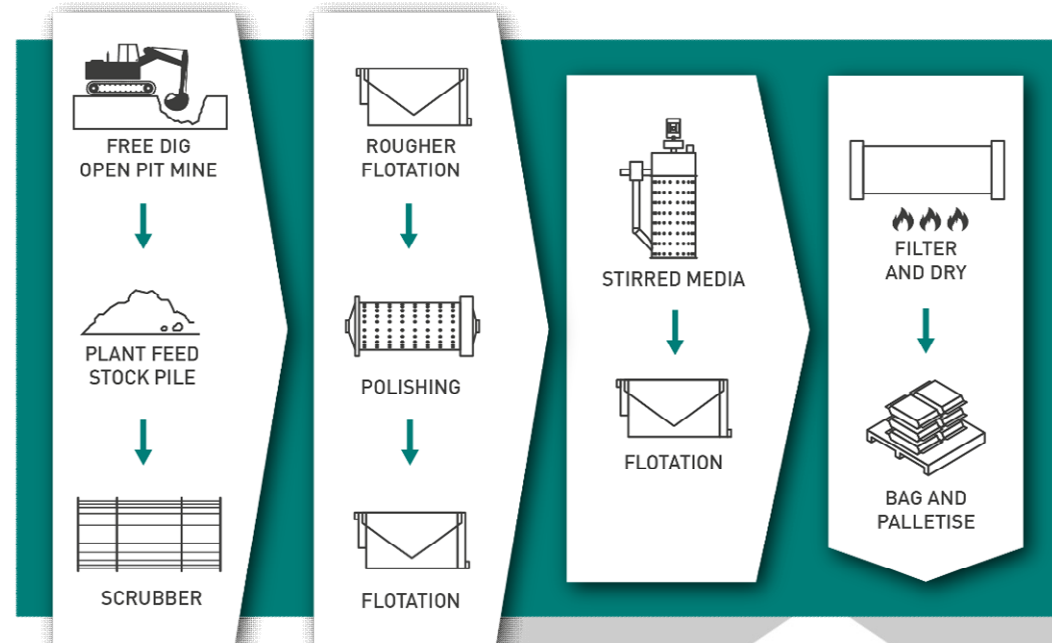 FREE DIG
OPEN PIT MINE
PLANT FEED
STOCK PILE
SCRUBBER
ROUGHER
FLOTATION
POLISHING
FLOTATION
STIRRED MEDIA
FLOTATION
FILTER
AND DRY
BAG AND
PALLETISE